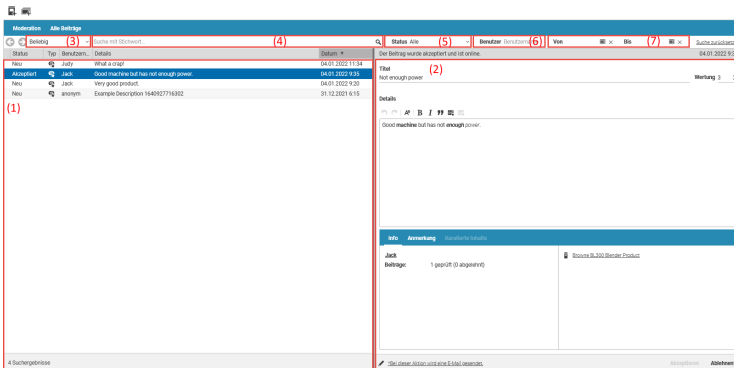 Moderation Alle Beiträge
Beliebig (3) Suche mit Stichwort... (4) Status Alle (5) Benutzer Benutzern (6) Von Bis (7) Suche zurücksetz
Status Typ Benutzern... Details Datum
Neu Judy What a crap! 04.01.2022 11:34
Akzeptiert Jack Good machine but has not enough power. 04.01.2022 9:35
Neu Jack Very good product. 04.01.2022 9:20
Neu anonym Example Description 1640927716302 31.12.2021 6:15
(1)
4 Suchergebnisse
Der Beitrag wurde akzeptiert und ist online. 04.01.2022 9:3
Titel (2)
Not enough power Wertung 3
Details
B I
Good machine but has not enough power.
Info Anmerkung Benotierte Inhalte
Jack
Beiträge: 1 geprüft (0 abgelehnt)
Browne BL300 Blender Product
*Bei dieser Aktion wird eine E-Mail gesendet. Akzeptieren Ablehnen